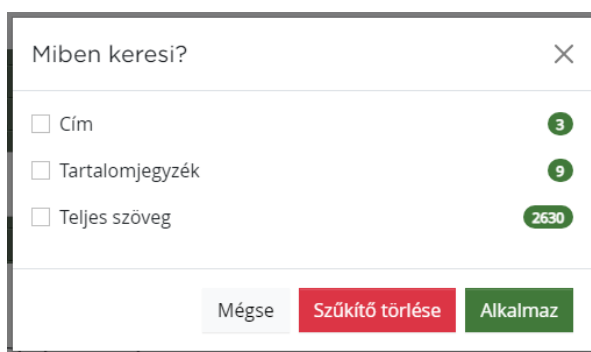 Miben keresi?
Cím 3
Tartalomjegyzék 9
Teljes szöveg 2630
Mégse Szűkítő törlése Alkalmaz